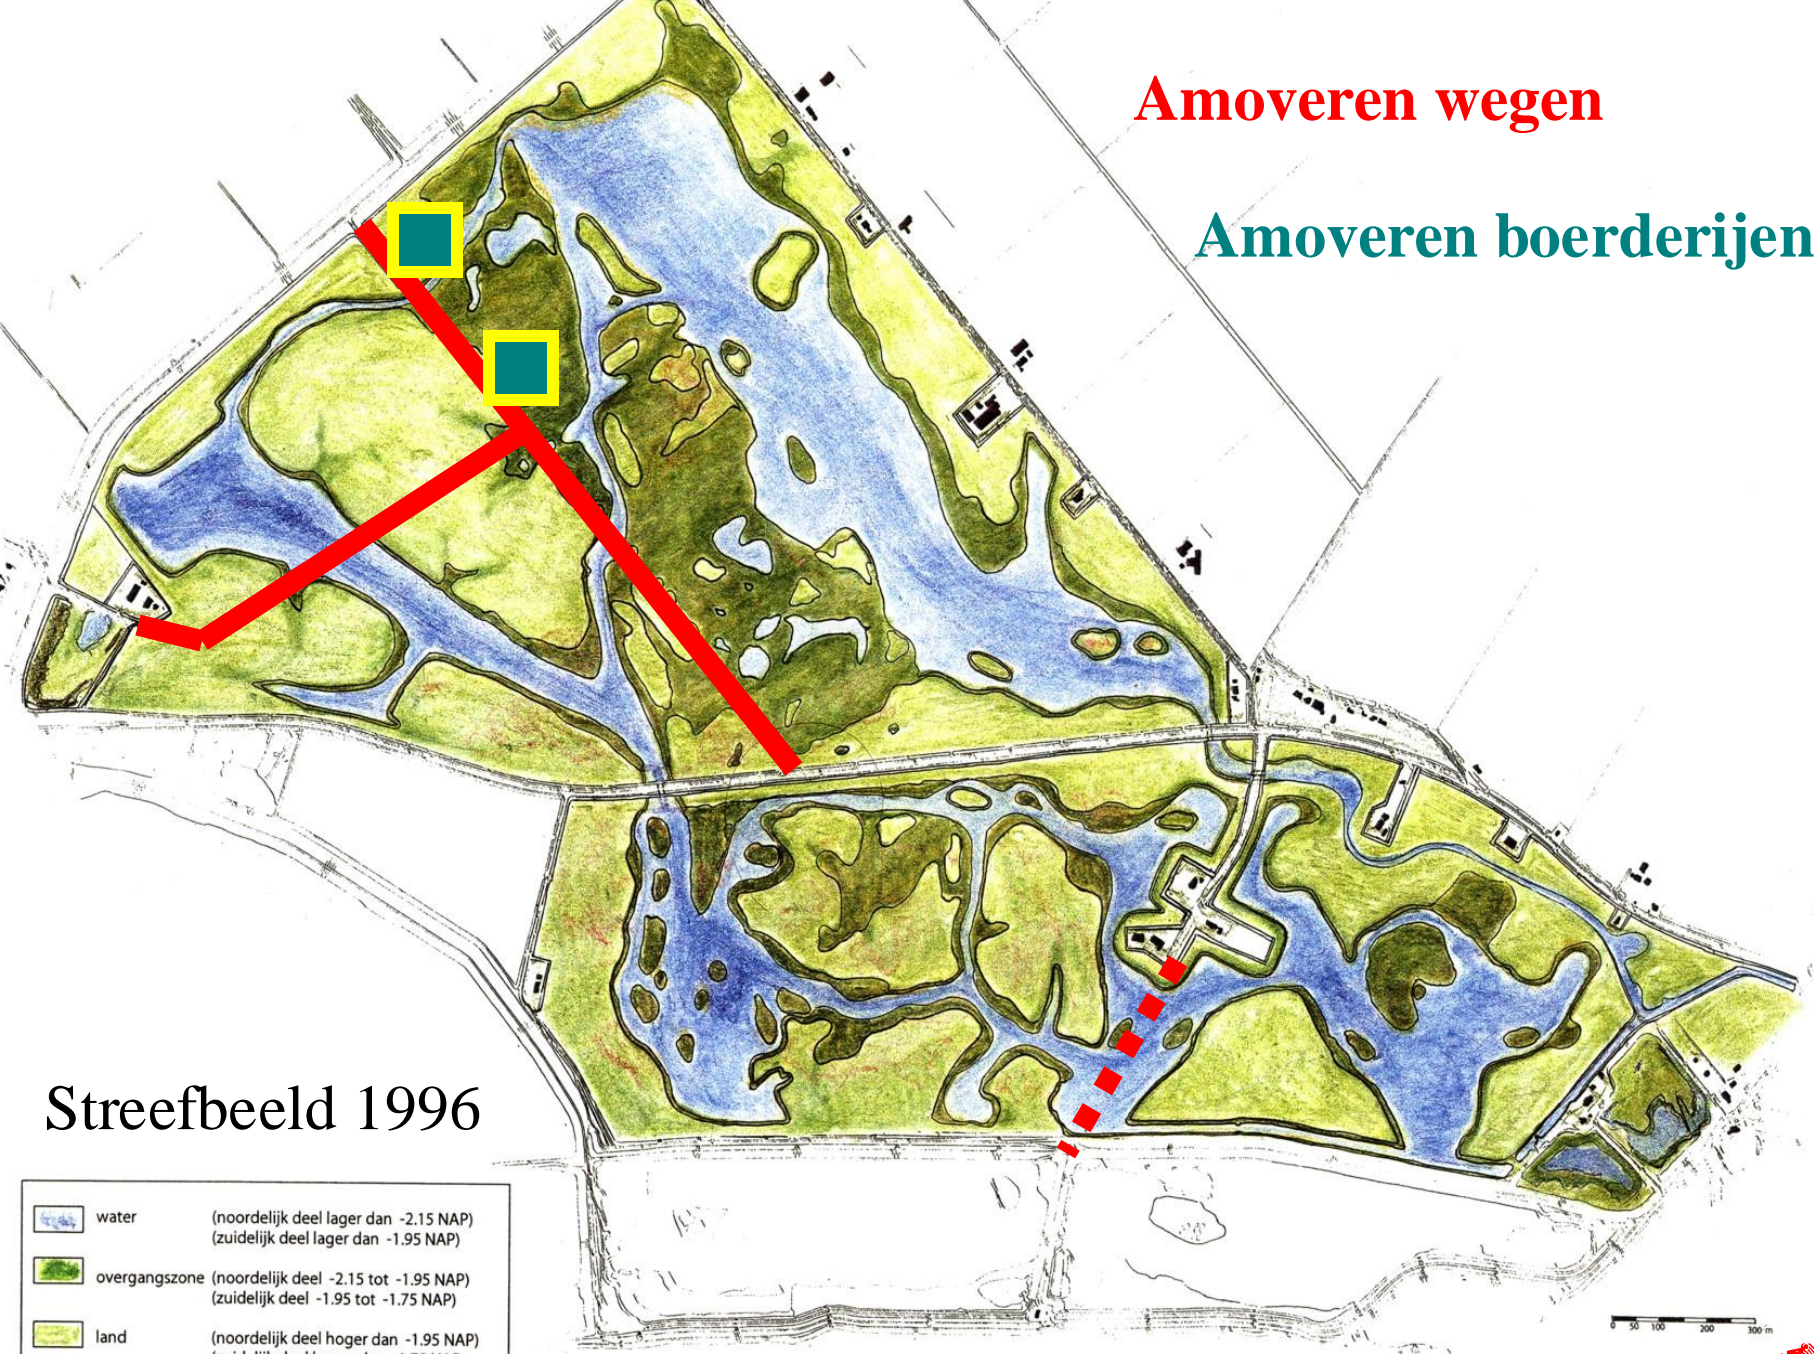 Amoveren wegen
Amoveren boerderijen
Streefbeeld 1996
water (noordelijk deel lager dan -2.15 NAP)
(zuidelijk deel lager dan -1.95 NAP)
overgangszone (noordelijk deel -2.15 tot -1.95 NAP)
(zuidelijk deel -1.95 tot -1.75 NAP)
land (noordelijk deel hoger dan -1.95 NAP)
0 50 100 200 300 m